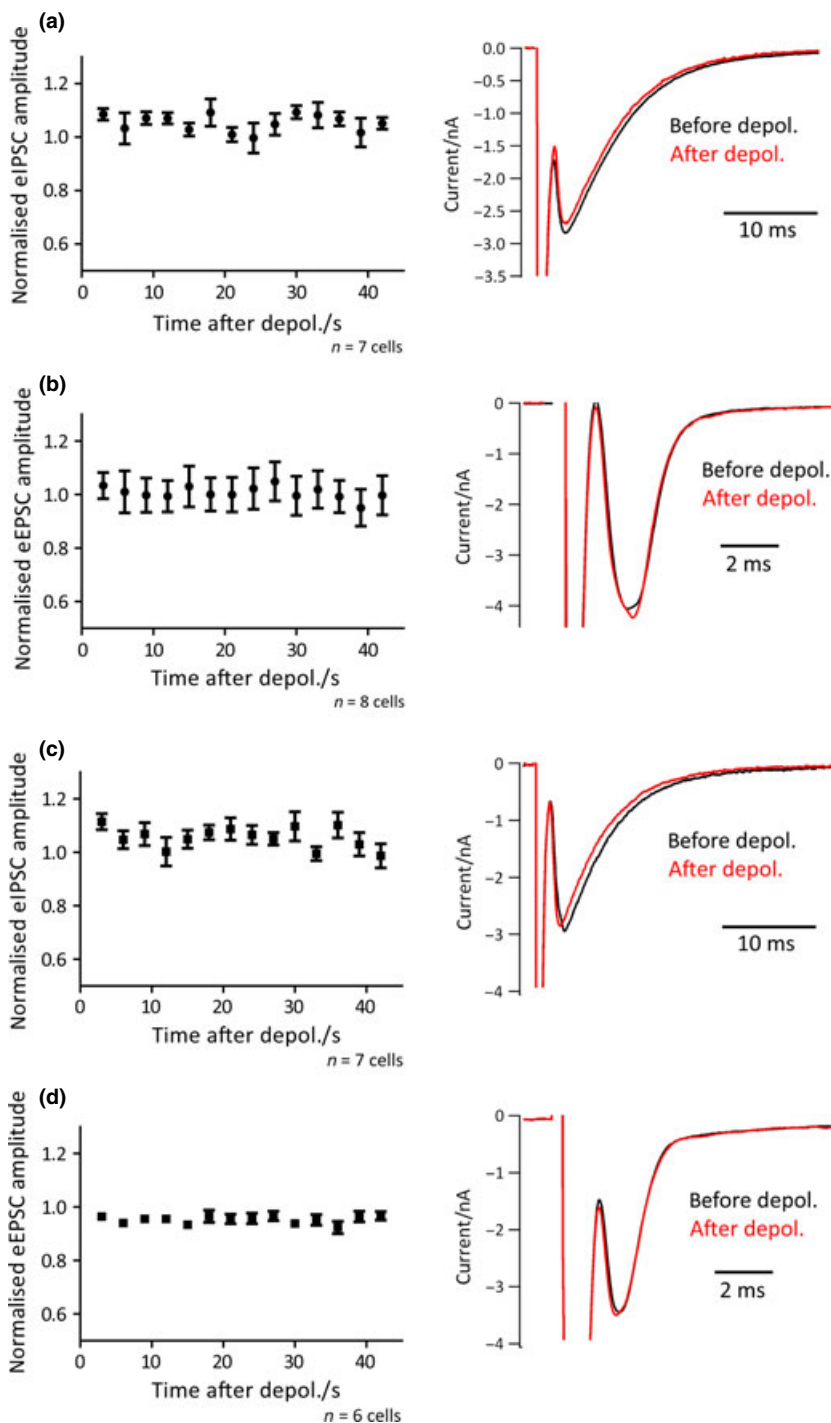 (a)
Normalised eIPSC amplitude
1.2
1.0
0.8
0.6
0 10 20 30 40
Time after depol./s
n = 7 cells
Current/nA
0.0
−0.5
−1.0
−1.5
−2.0
−2.5
−3.0
−3.5
Before depol.
After depol.
10 ms
(b)
Normalised eEPSC amplitude
1.2
1.0
0.8
0.6
0 10 20 30 40
Time after depol./s
n = 8 cells
Current/nA
0
−1
−2
−3
−4
Before depol.
After depol.
2 ms
(c)
Normalised eIPSC amplitude
1.2
1.0
0.8
0.6
0 10 20 30 40
Time after depol./s
n = 7 cells
Current/nA
0
−1
−2
−3
−4
Before depol.
After depol.
10 ms
(d)
Normalised eEPSC amplitude
1.2
1.0
0.8
0.6
0 10 20 30 40
Time after depol./s
n = 6 cells
Current/nA
0
−1
−2
−3
−4
Before depol.
After depol.
2 ms